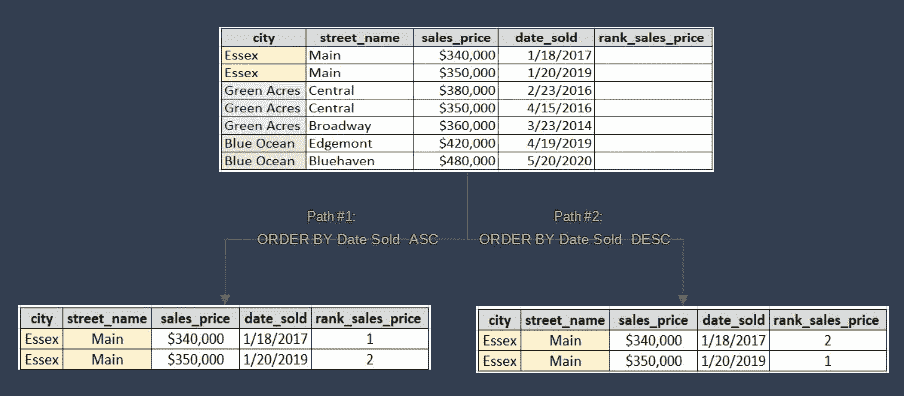 city street_name sales_price date_sold rank_sales_price
Essex Main $340,000 1/18/2017
Essex Main $350,000 1/20/2019
Green Acres Central $380,000 2/23/2016
Green Acres Central $350,000 4/15/2016
Green Acres Broadway $360,000 3/23/2014
Blue Ocean Edgemont $420,000 4/19/2019
Blue Ocean Bluehaven $480,000 5/20/2020
Path #1:
ORDER BY Date Sold ASC
Path #2:
ORDER BY Date Sold DESC
city street_name sales_price date_sold rank_sales_price
Essex Main $340,000 1/18/2017 1
Essex Main $350,000 1/20/2019 2
city street_name sales_price date_sold rank_sales_price
Essex Main $340,000 1/18/2017 2
Essex Main $350,000 1/20/2019 1